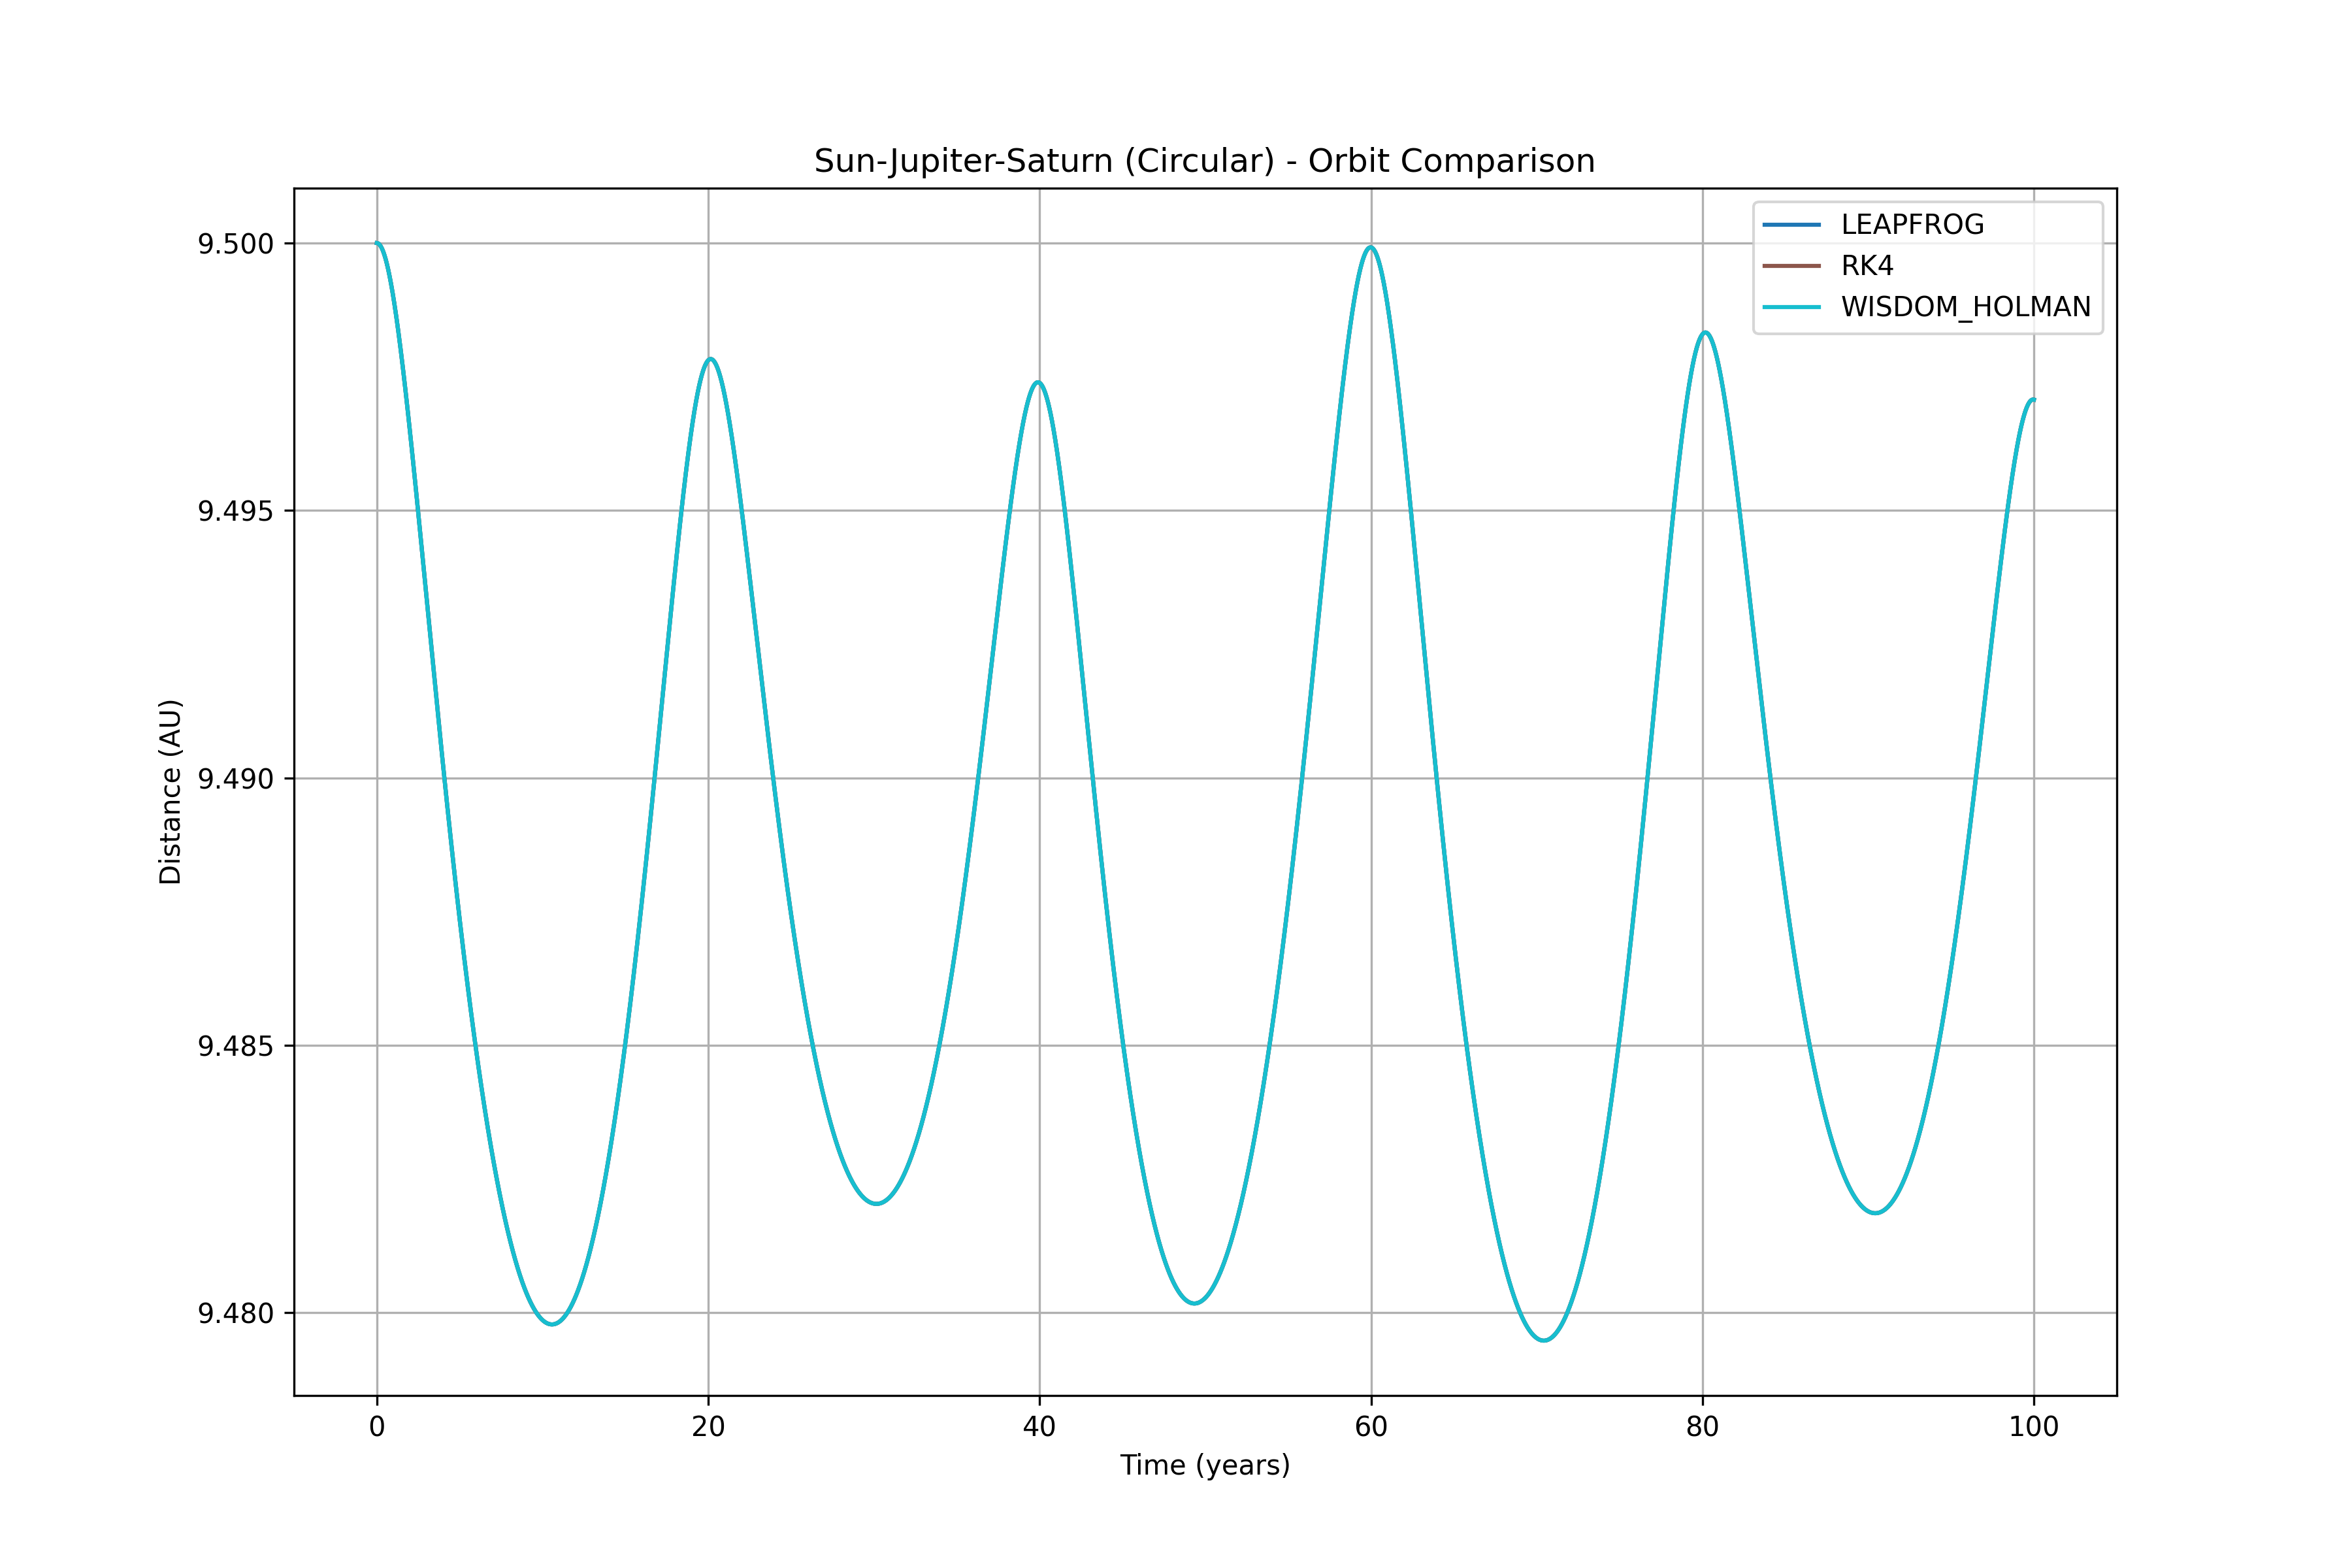 Sun-Jupiter-Saturn (Circular) - Orbit Comparison
LEAPFROG
RK4
WISDOM_HOLMAN
Distance (AU)
9.500
9.495
9.490
9.485
9.480
0 20 40 60 80 100
Time (years)